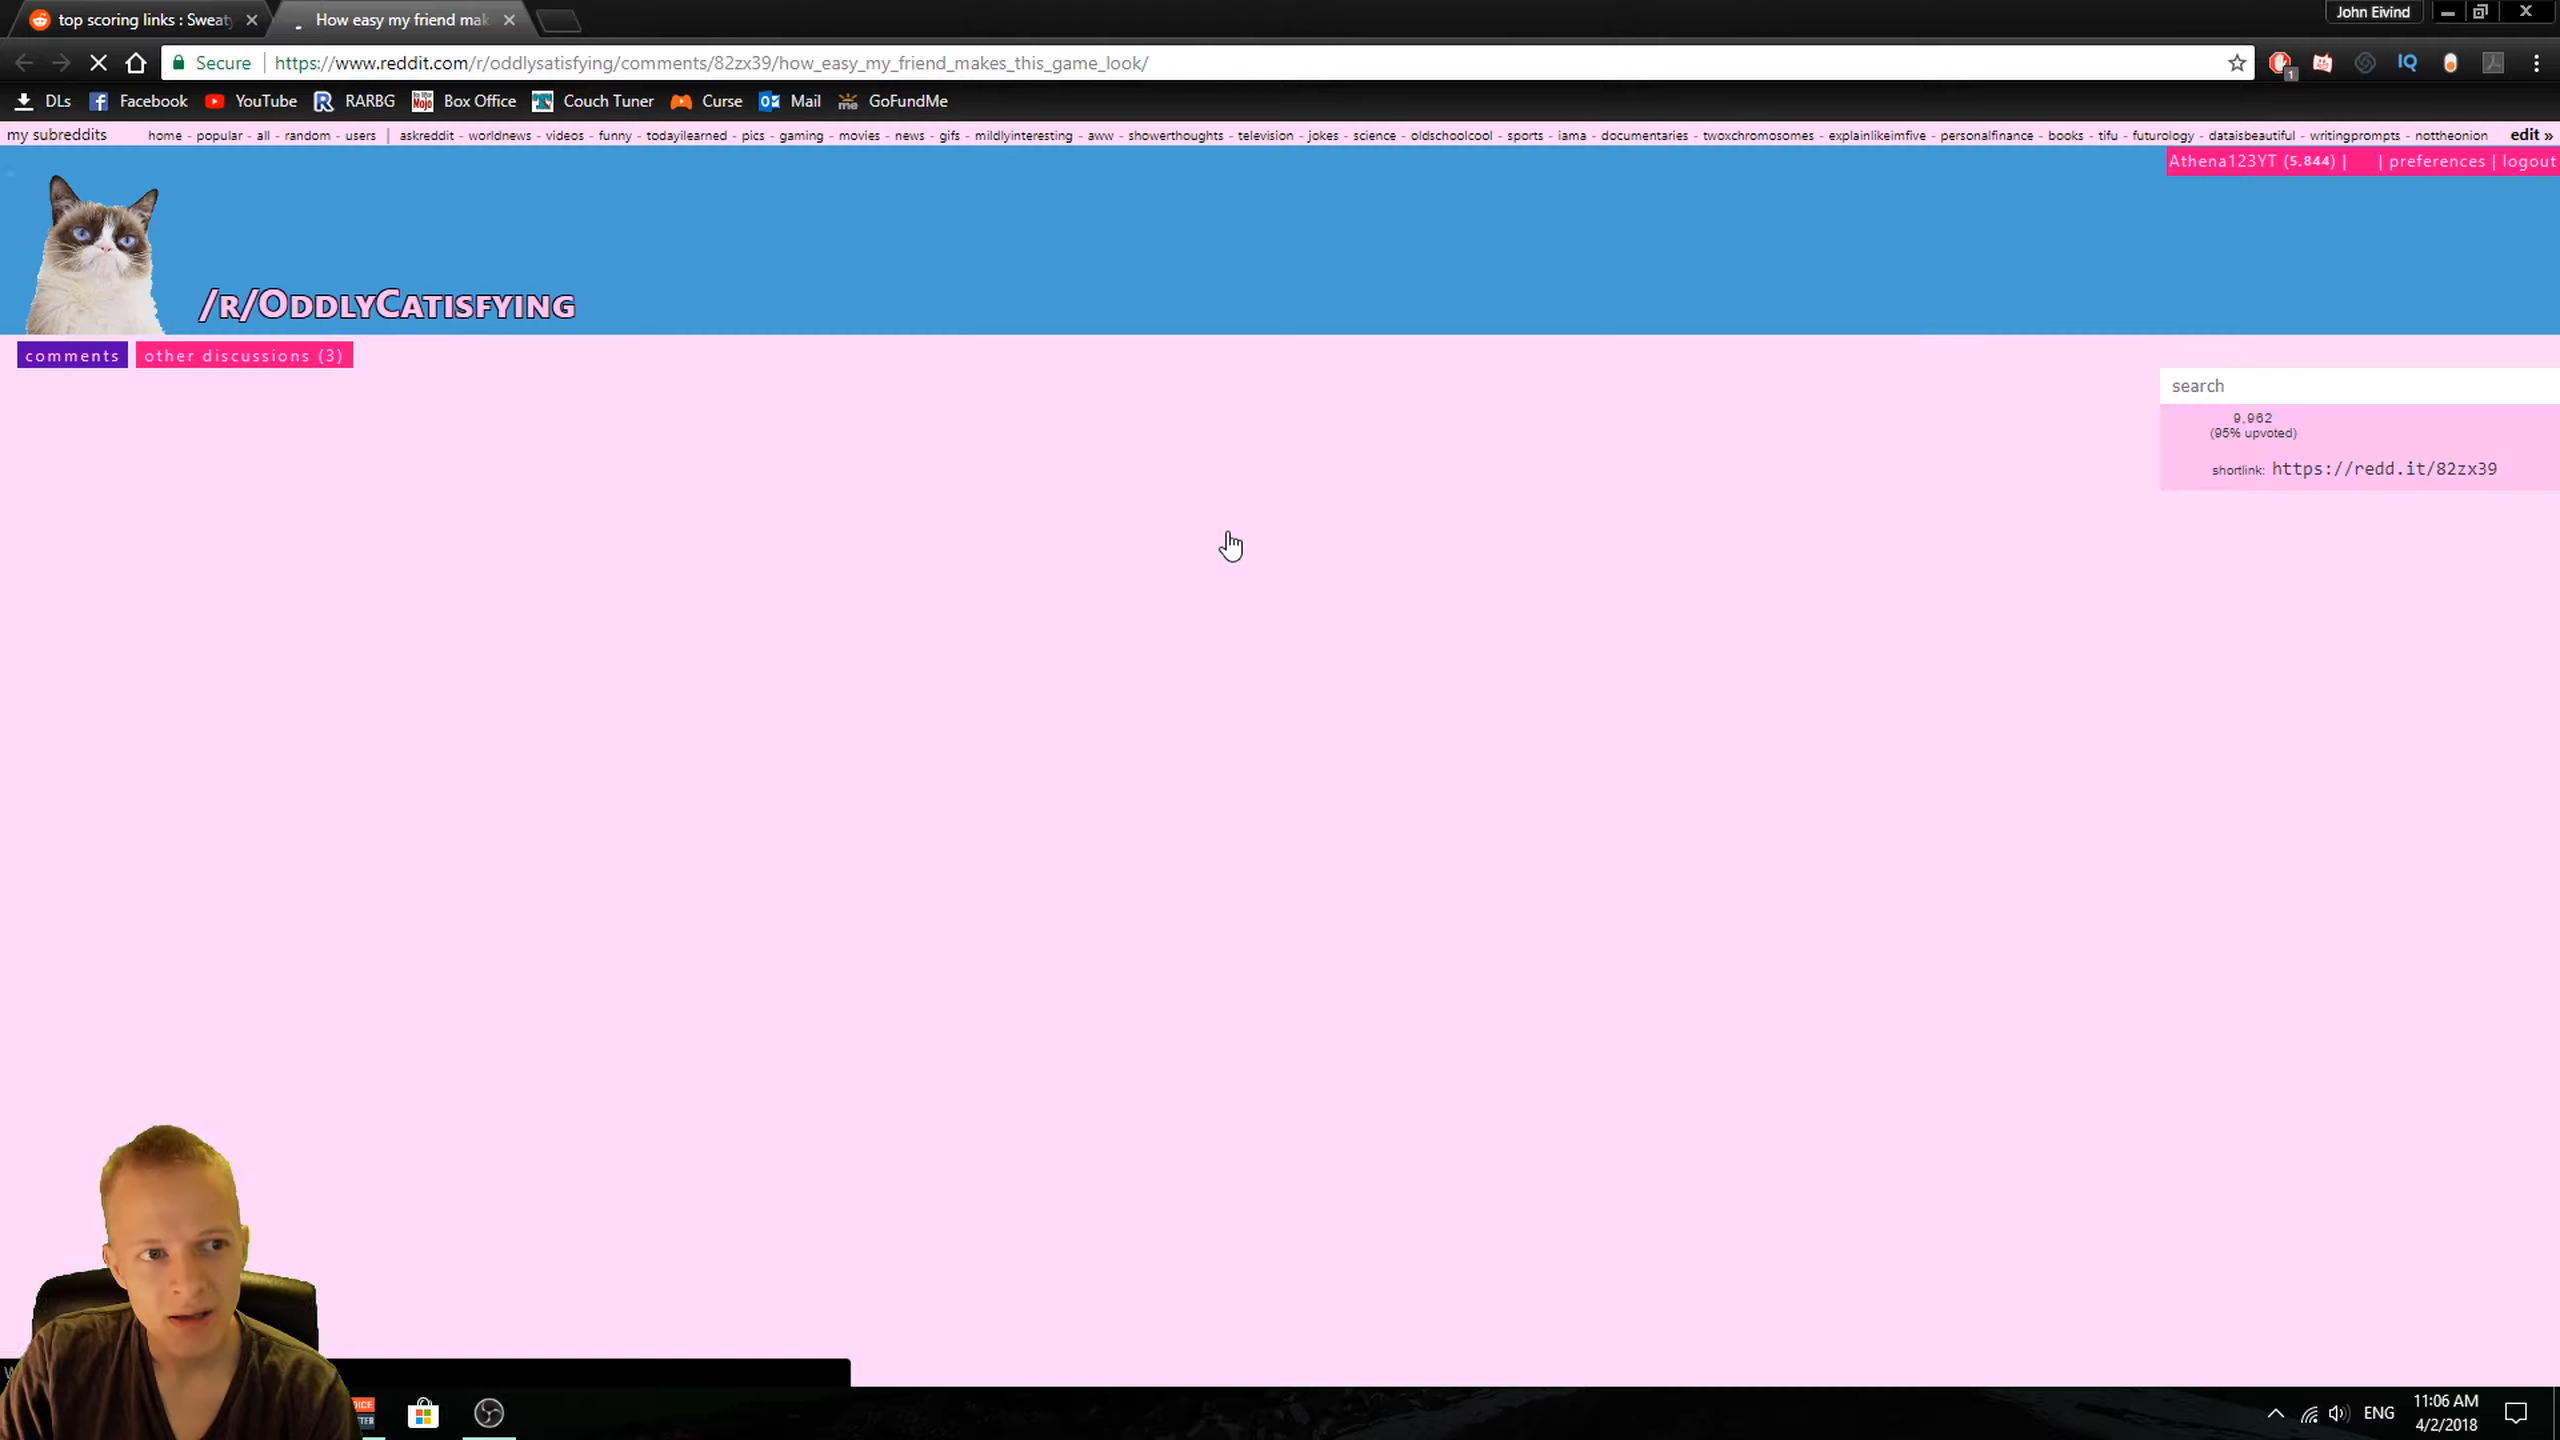 top scoring links : Sweaty
How easy my friend mak
John Eivind
Secure
https://www.reddit.com/r/oddlysatisfying/comments/82zx39/how_easy_my_friend_makes_this_game_look/
1
IQ
DLs Facebook YouTube RARBG Box Office Couch Tuner Curse Mail GoFundMe
my subreddits home - popular - all - random - users | askreddit - worldnews - videos - funny - todayilearned - pics - gaming - movies - news - gifs - mildlyinteresting - aww - showerthoughts - television - jokes - science - oldschoolcool - sports - iama - documentaries - twoxchromosomes - explainlikeimfive - personalfinance - books - tifu - futurology - dataisbeautiful - writingprompts - nottheonion edit »
Athena123YT (5,844) | | preferences | logout
/r/OddlyCatisfying
comments other discussions (3)
search
9,962
(95% upvoted)
shortlink: https://redd.it/82zx39
ENG
11:06 AM
4/2/2018